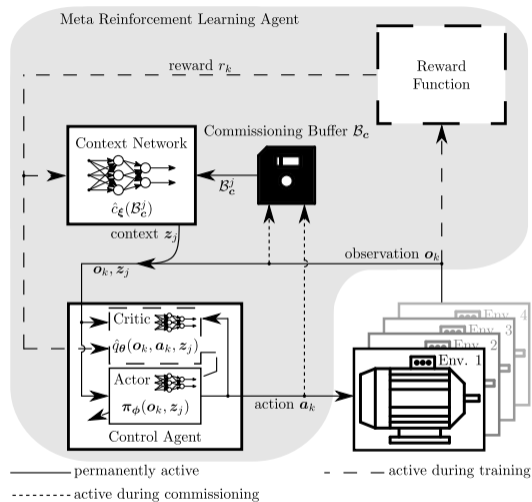 Meta Reinforcement Learning Agent
reward r_k
Reward
Function
Context Network
ĉ_ξ(𝓑_c^j)
Commissioning Buffer 𝓑_c
𝓑_c^j
context z_j
observation o_k
o_k, z_j
Critic
q̂_θ(o_k, a_k, z_j)
Actor
π_ϕ(o_k, z_j)
Control Agent
action a_k
Env. 4
Env. 3
Env. 2
Env. 1
permanently active
active during training
active during commissioning